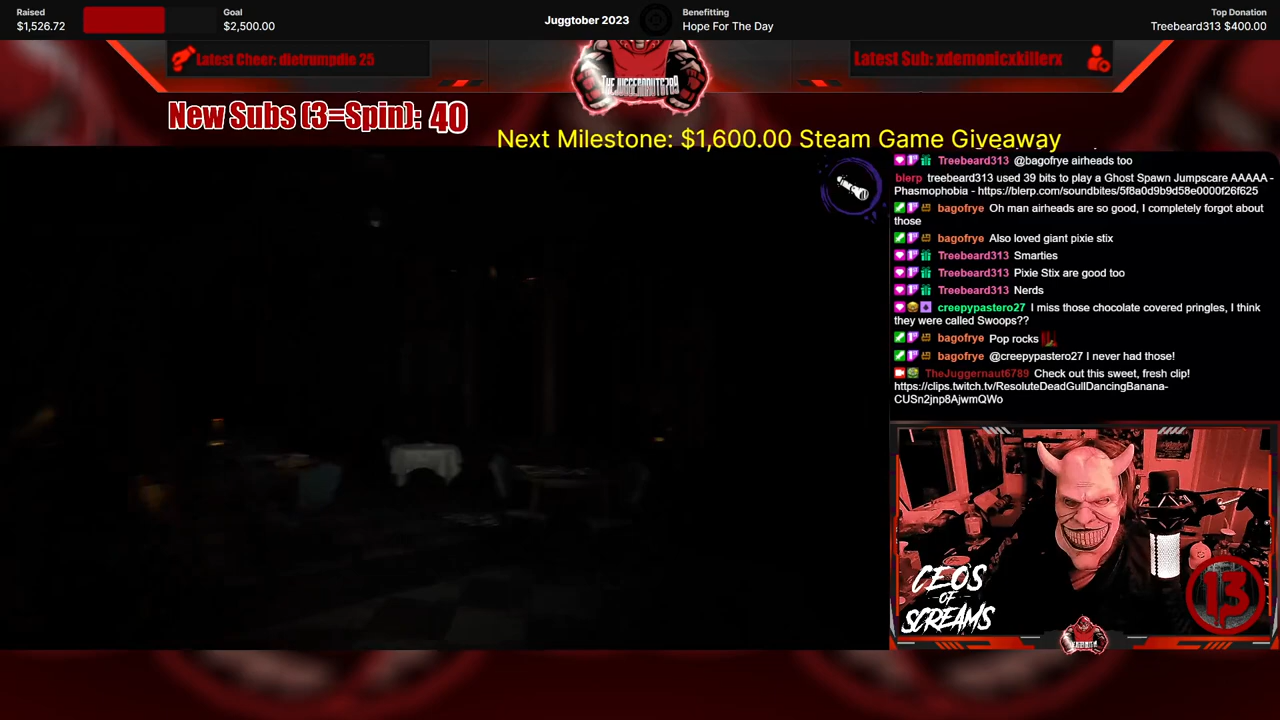 Raised
$1,526.72
Goal
$2,500.00
Juggtober 2023
Benefitting
Hope For The Day
Top Donation
Treebeard313 $400.00
Latest Cheer: dietrumpdie 25
THEJUGGERNAUT6789
Latest Sub: xdemonicxkillerx
New Subs (3=Spin): 40
Next Milestone: $1,600.00 Steam Game Giveaway
Treebeard313 @bagofrye airheads too
blerp treebeard313 used 39 bits to play a Ghost Spawn Jumpscare AAAAA -
Phasmophobia - https://blerp.com/soundbites/5f8a0d9b9d58e0000f26f625
bagofrye Oh man airheads are so good, I completely forgot about
those
bagofrye Also loved giant pixie stix
Treebeard313 Smarties
Treebeard313 Pixie Stix are good too
Treebeard313 Nerds
creepypastero27 I miss those chocolate covered pringles, I think
they were called Swoops??
bagofrye Pop rocks
bagofrye @creepypastero27 I never had those!
TheJuggernaut6789 Check out this sweet, fresh clip!
https://clips.twitch.tv/ResoluteDeadGullDancingBanana-
CUSn2jnp8AjwmQWo
CEOS
OF
SCREAMS
13